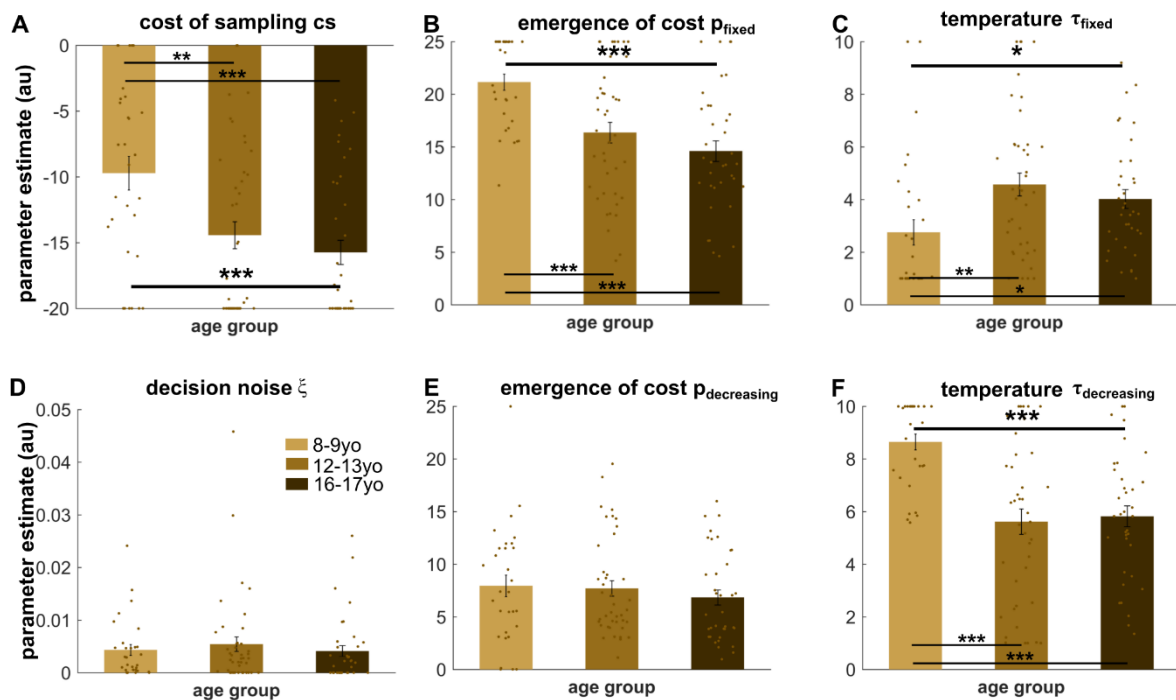 A
cost of sampling cs
parameter estimate (au)
0
-5
-10
-15
-20
**
***
***
age group
B
emergence of cost p_fixed
25
20
15
10
5
0
***
***
***
age group
C
temperature τ_fixed
10
8
6
4
2
0
*
**
*
age group
D
decision noise ξ
parameter estimate (au)
0.05
0.04
0.03
0.02
0.01
0
8-9yo
12-13yo
16-17yo
age group
E
emergence of cost p_decreasing
25
20
15
10
5
0
age group
F
temperature τ_decreasing
10
8
6
4
2
0
***
***
***
age group